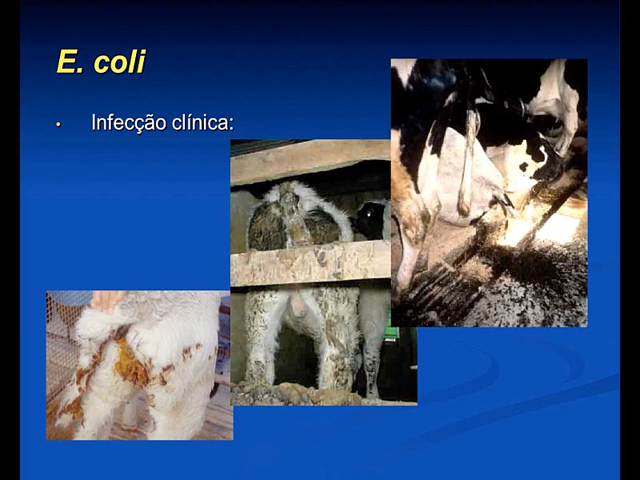 E. coli
• Infecção clínica: